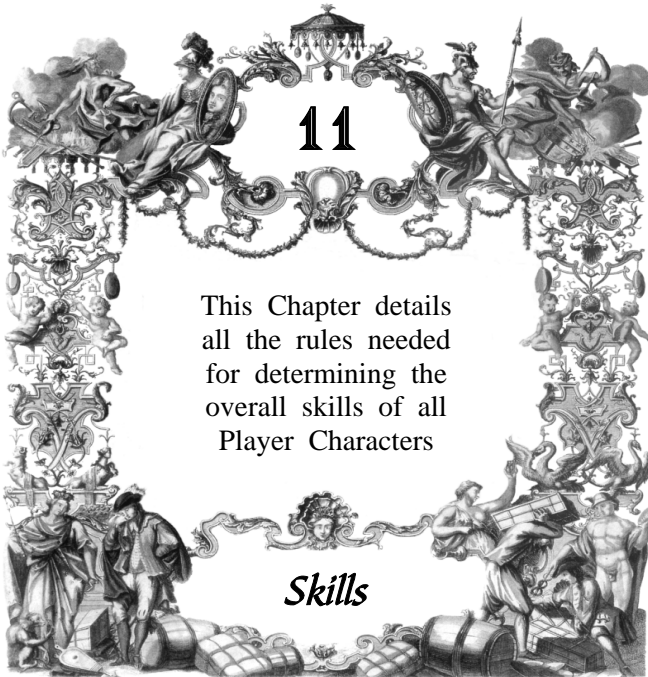 11
This Chapter details
all the rules needed
for determining the
overall skills of all
Player Characters
Skills